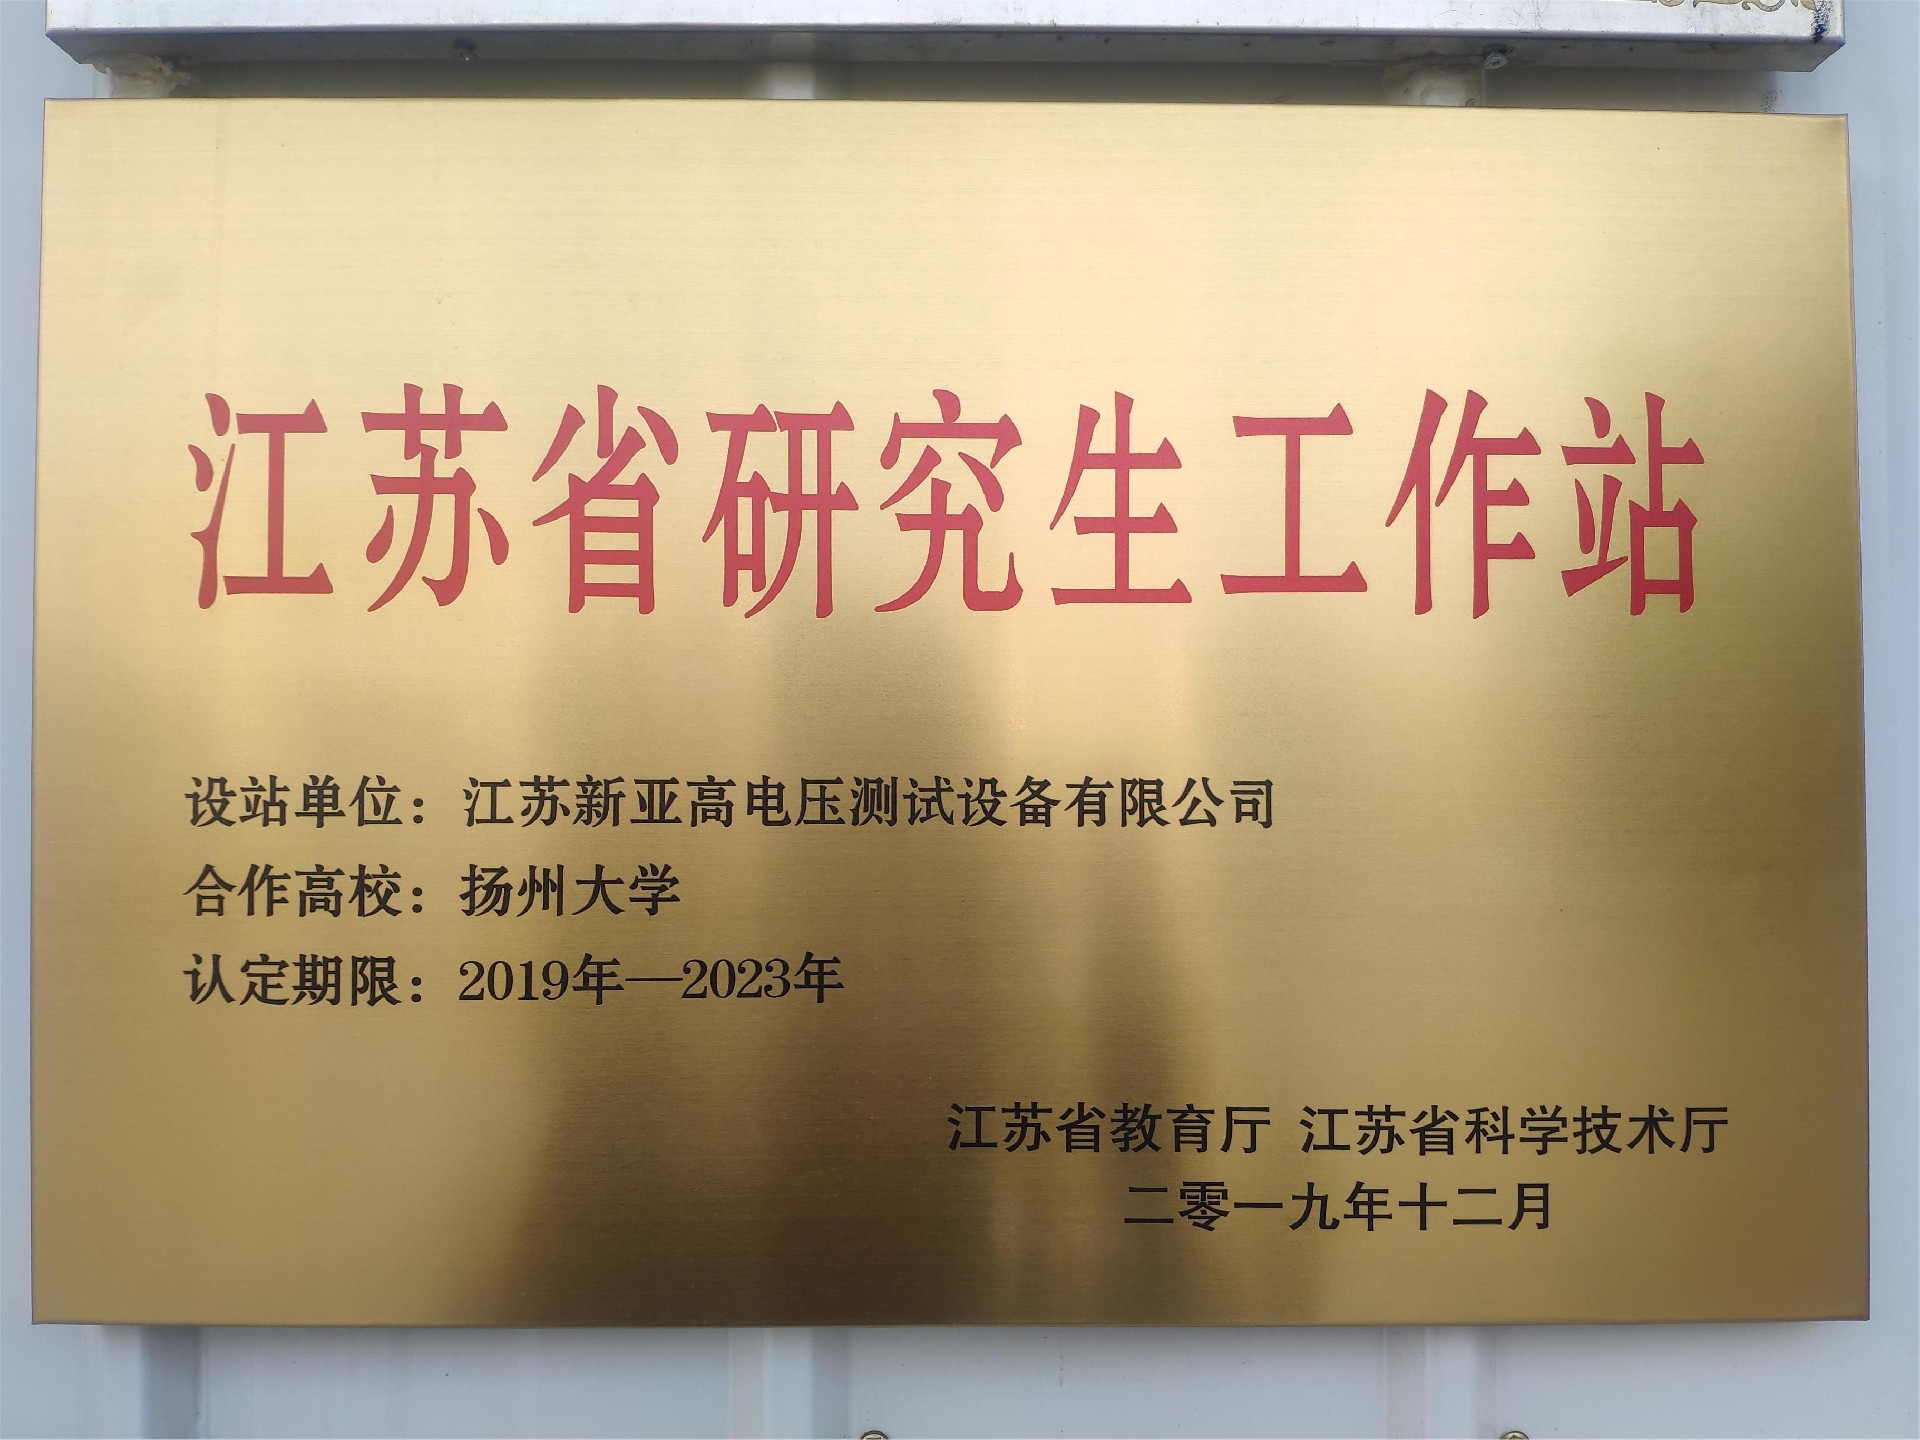 江苏省研究生工作站
设站单位：江苏新亚高电压测试设备有限公司
合作高校：扬州大学
认定期限：2019年—2023年
江苏省教育厅 江苏省科学技术厅
二零一九年十二月